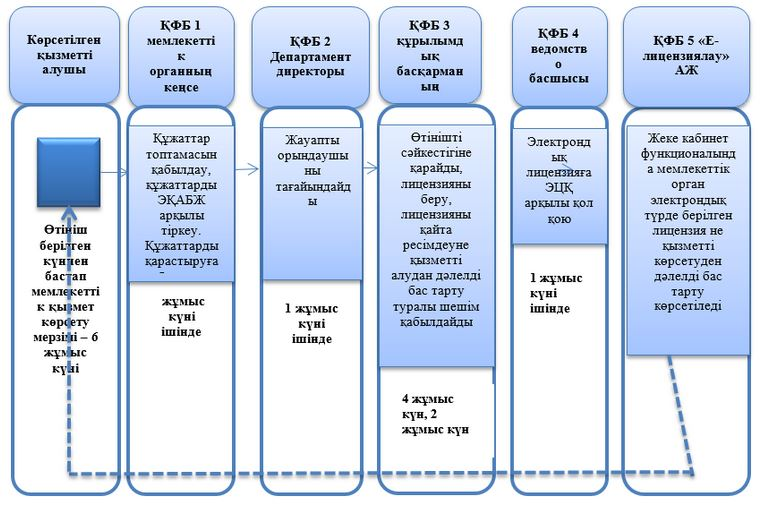 Көрсетілген
қызметті
алушы
ҚФБ 1
мемлекетті
к
органның
кеңсе
ҚФБ 2
Департамент
директоры
ҚФБ 3
құрылымд
ық
басқарман
ың
ҚФБ 4
ведомств
о
басшысы
ҚФБ 5 «Е-
лицензиялау»
АЖ
Өтініш
берілген
күннен
бастап
мемлекетті
к қызмет
көрсету
мерзімі – 6
жұмыс
күні
Құжаттар
топтамасын
қабылдау,
құжаттарды
ЭҚАБЖ
арқылы
тіркеу.
Құжаттарды
қарастыруға
жұмыс
күні
ішінде
Жауапты
орындаушы
ны
тағайындайд
ы
1 жұмыс
күні
ішінде
Өтінішті
сәйкестігіне
қарайды,
лицензияны
беру,
лицензияны
қайта
ресімдеуне
қызметті
алудан дәлелді
бас тарту
туралы шешім
қабылдайды
4 жұмыс
күн, 2
жұмыс күн
Электронд
ық
лицензияға
ЭЦҚ
арқылы қол
қою
1 жұмыс
күні
ішінде
Жеке кабинет
функционалынд
а мемлекеттік
орган
электрондық
түрде берілген
лицензия не
қызметті
көрсетуден
дәлелді бас
тарту
көрсетіледі